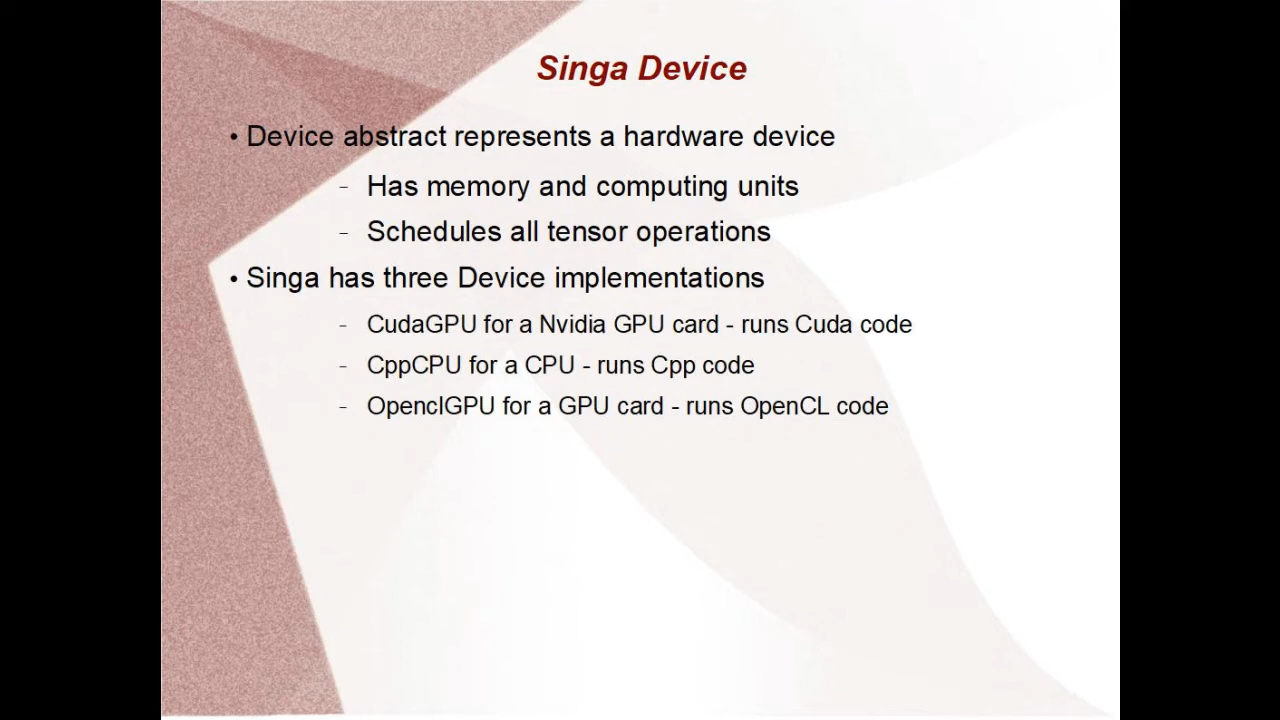 Singa Device
• Device abstract represents a hardware device
– Has memory and computing units
– Schedules all tensor operations
• Singa has three Device implementations
– CudaGPU for a Nvidia GPU card - runs Cuda code
– CppCPU for a CPU - runs Cpp code
– OpenclGPU for a GPU card - runs OpenCL code